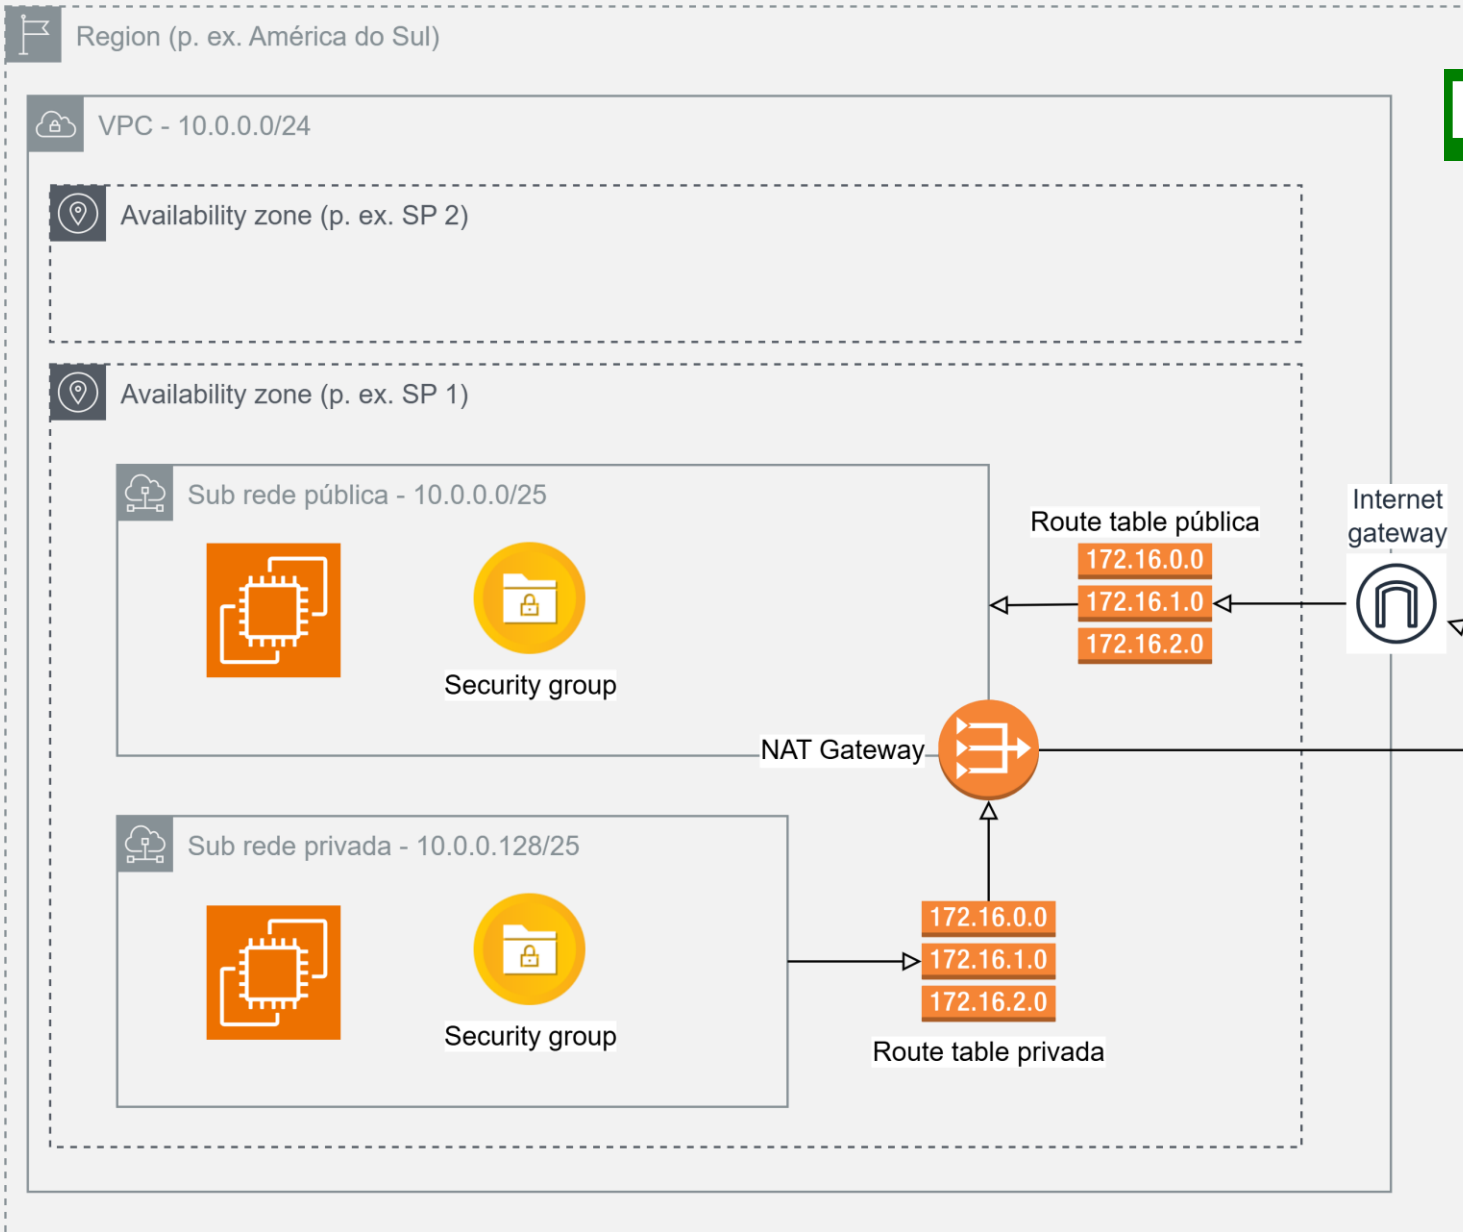 Region (p. ex. América do Sul)
VPC - 10.0.0.0/24
Availability zone (p. ex. SP 2)
Availability zone (p. ex. SP 1)
Sub rede pública - 10.0.0.0/25
Security group
Route table pública
172.16.0.0
172.16.1.0
172.16.2.0
Internet
gateway
NAT Gateway
Sub rede privada - 10.0.0.128/25
Security group
172.16.0.0
172.16.1.0
172.16.2.0
Route table privada